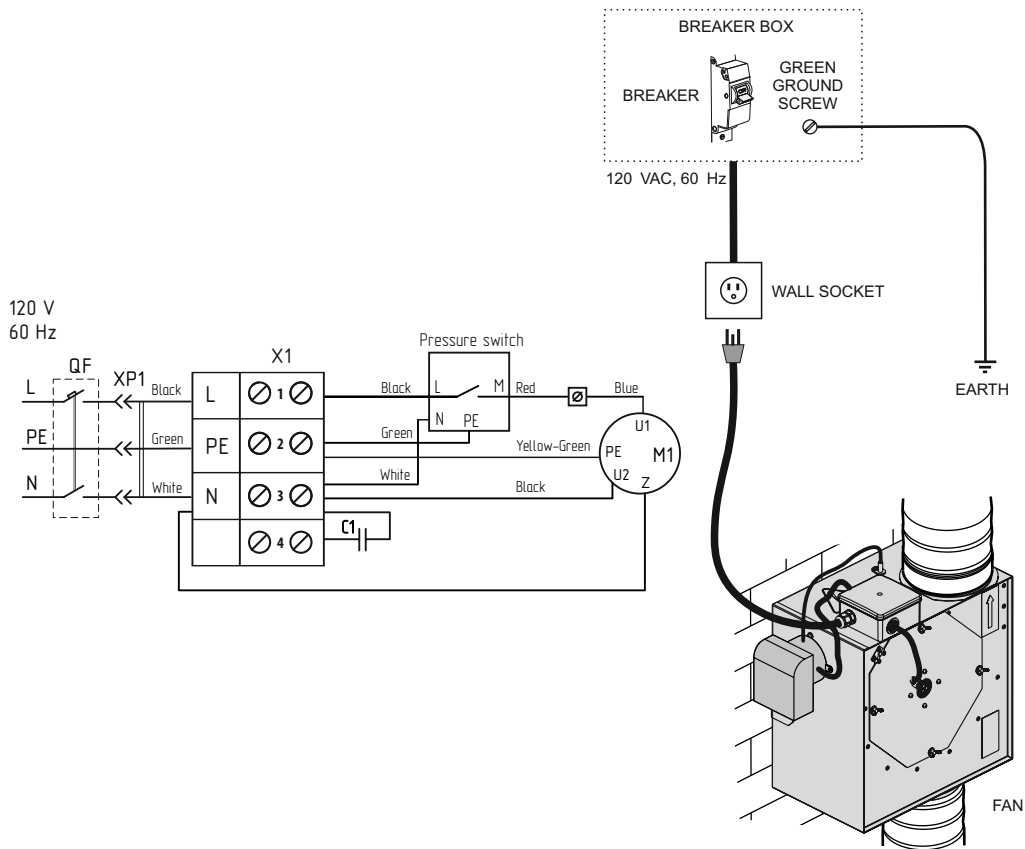 BREAKER BOX
BREAKER
GREEN
GROUND
SCREW
120 VAC, 60 Hz
WALL SOCKET
EARTH
FAN
120 V
60 Hz
QF
XP1
X1
Pressure switch
L
Black
L
1
Black
L
M
Red
Blue
U1
N
PE
PE
Green
PE
2
Green
Yellow-Green
PE
M1
U2
Z
N
White
N
3
White
Black
4
C1